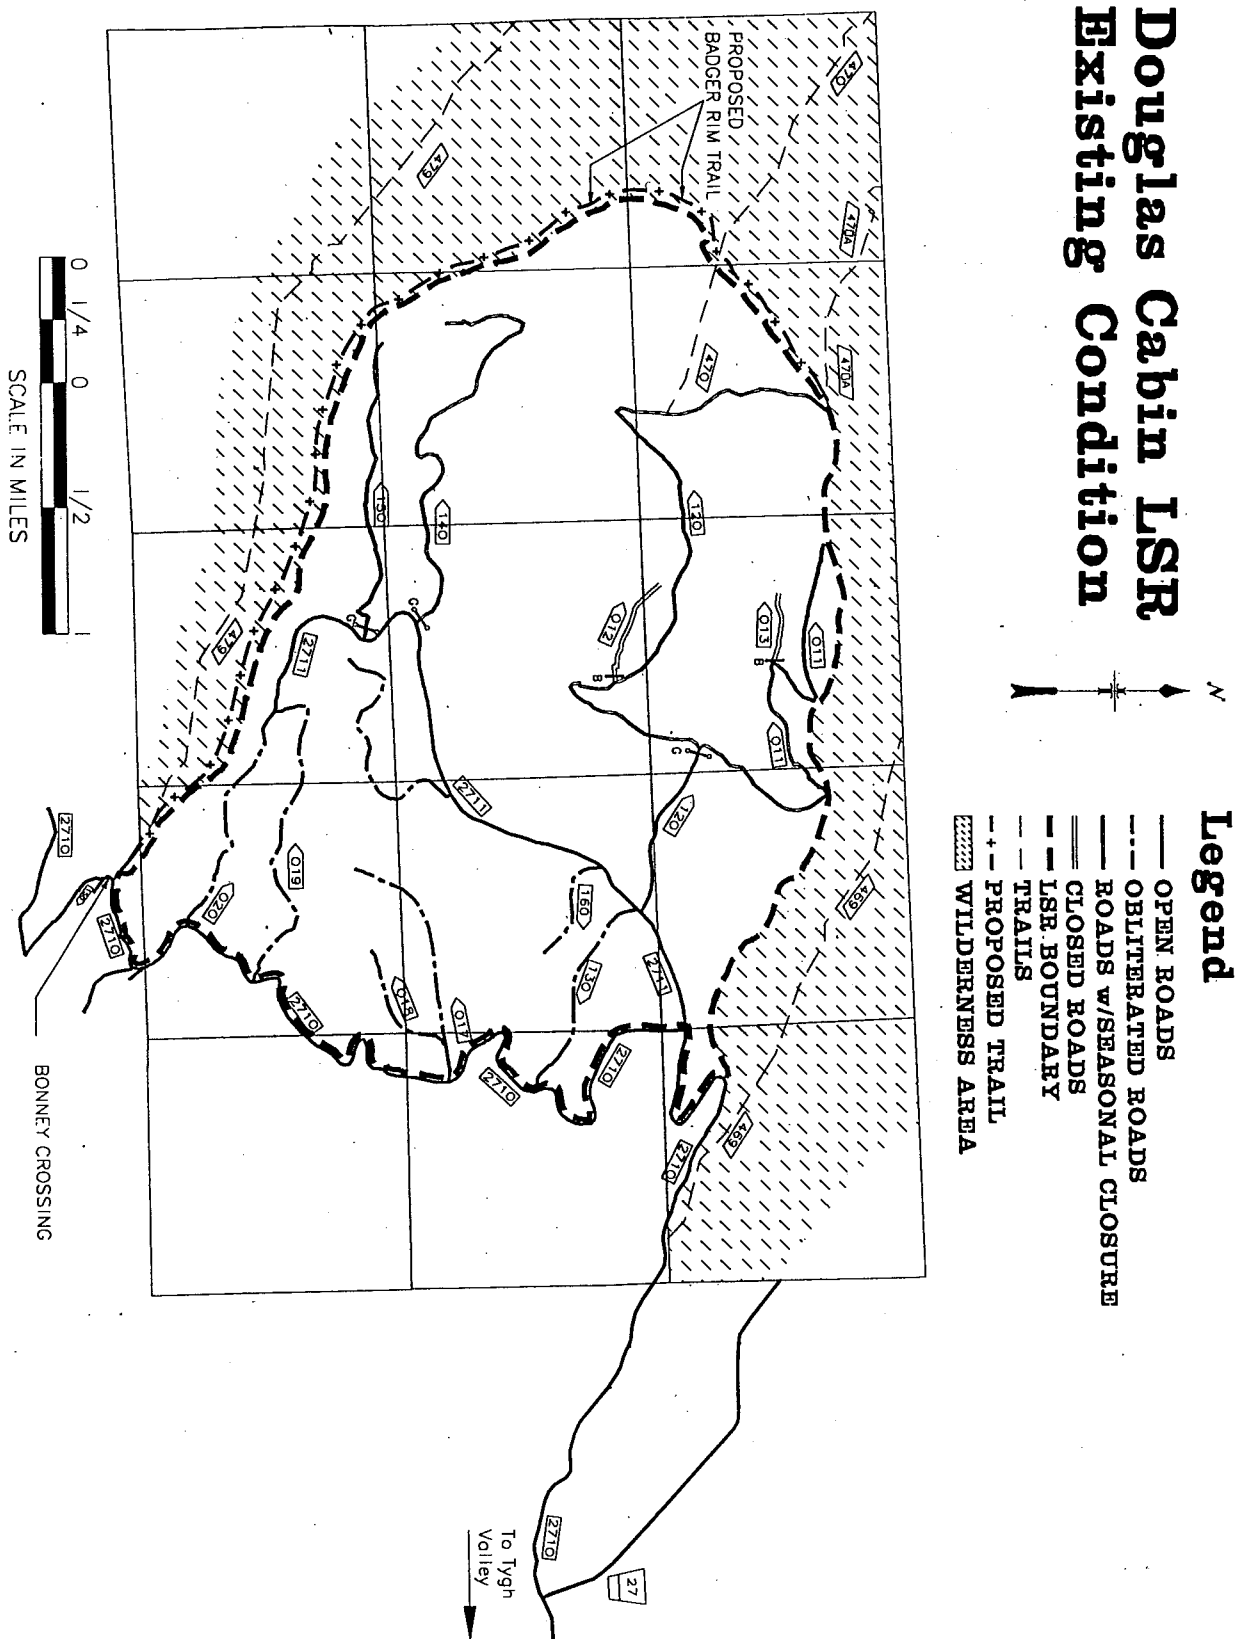 Douglas Cabin LSR
Existing Condition
N
Legend
OPEN ROADS
OBLITERATED ROADS
ROADS w/SEASONAL CLOSURE
CLOSED ROADS
LSR BOUNDARY
TRAILS
PROPOSED TRAIL
WILDERNESS AREA
PROPOSED
BADGER RIM TRAIL
470
470A
470A
470
479
479
469
469
120
120
011
011
013
B
012
B
G
140
150
G
G
2711
2711
2711
160
130
019
020
018
017
2710
2710
2710
2710
2710
2710
2710
27
To Tygh
Valley
BONNEY CROSSING
0 1/4 0 1/2 1
SCALE IN MILES